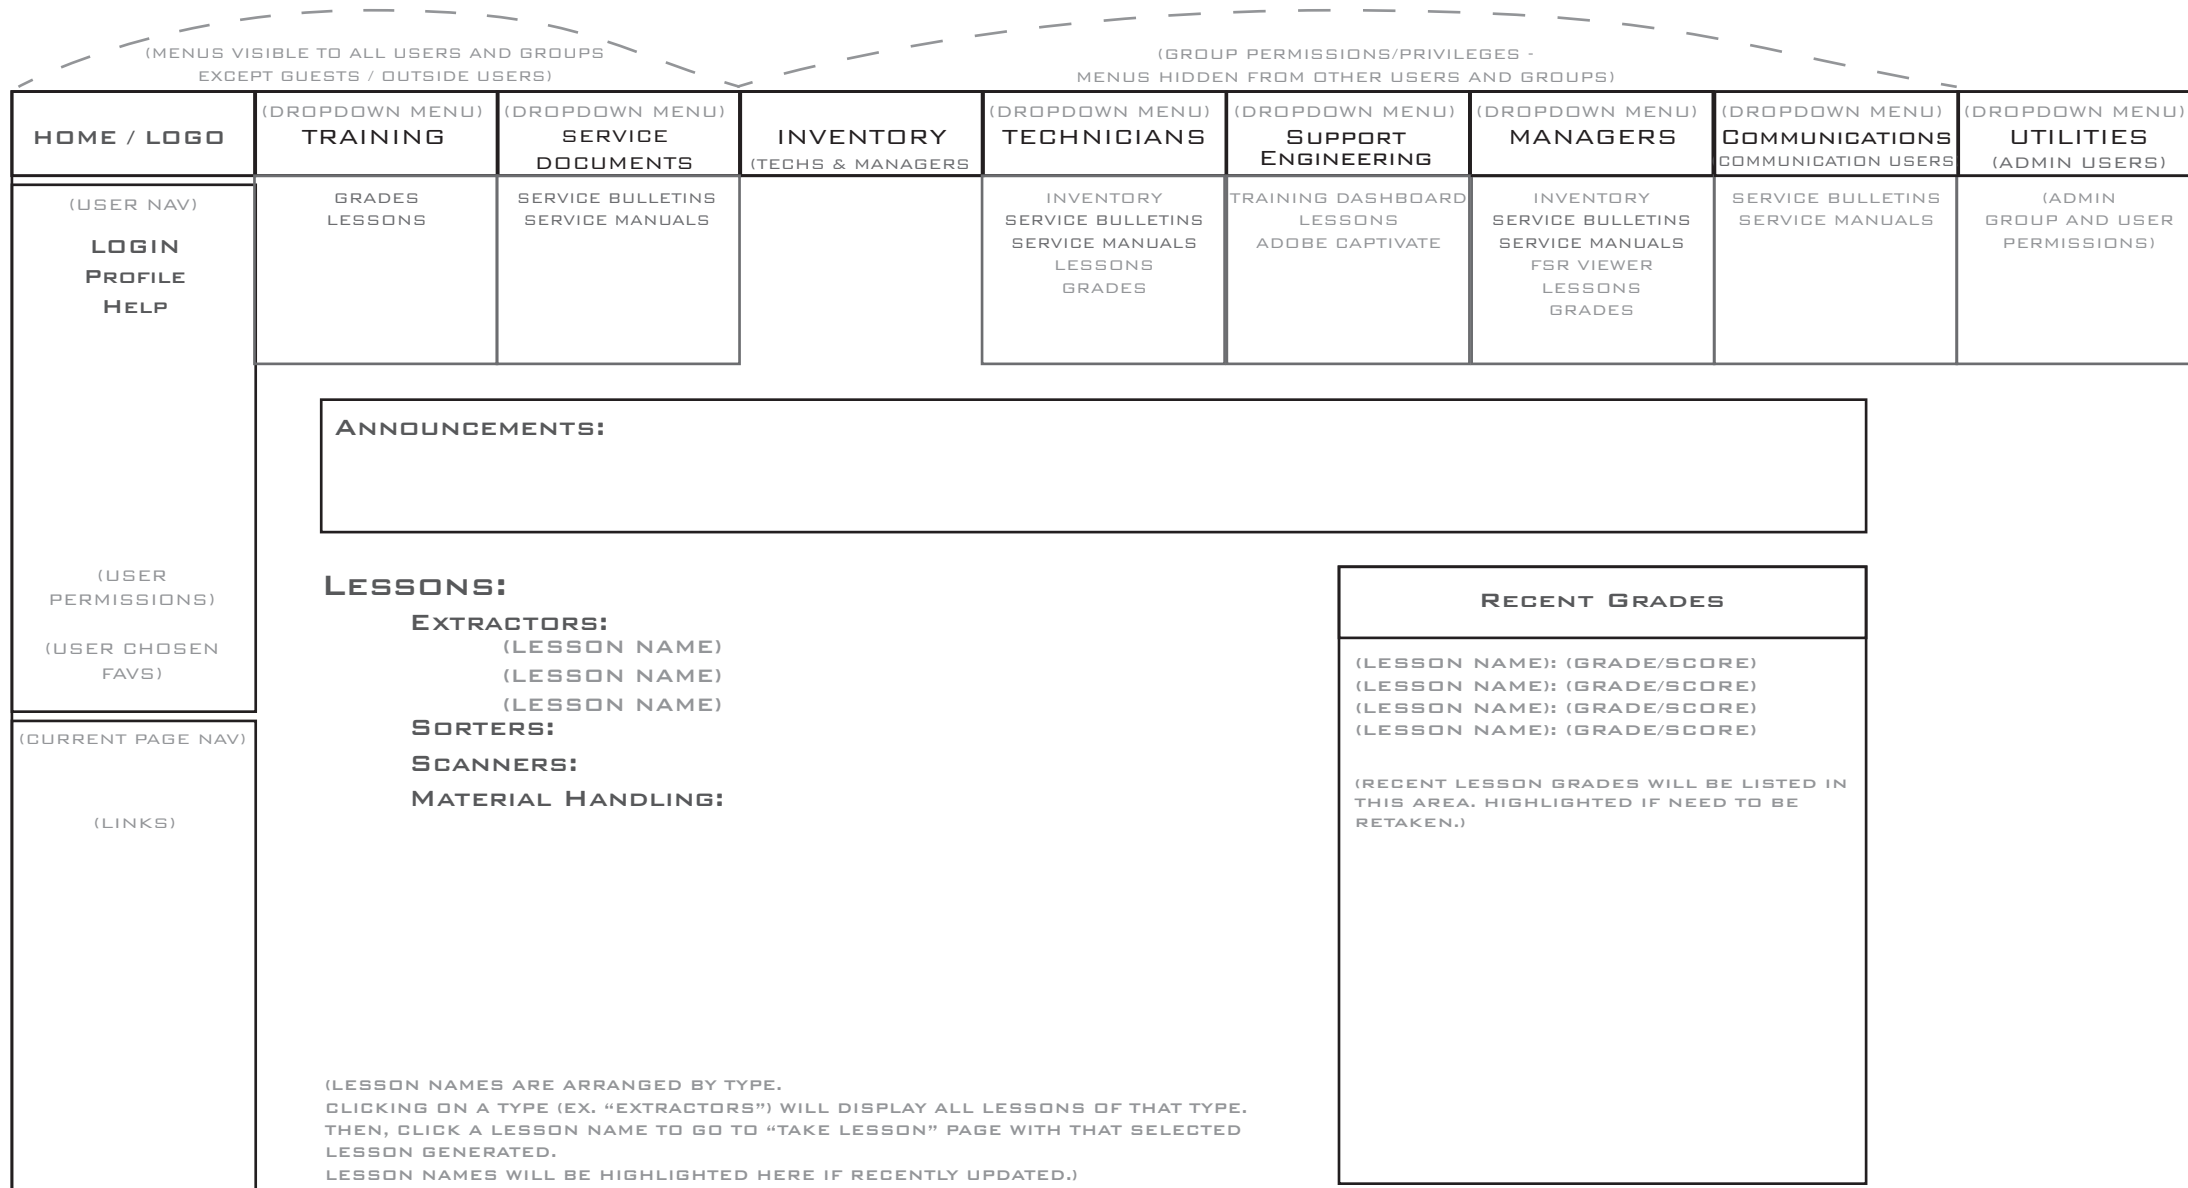 (MENUS VISIBLE TO ALL USERS AND GROUPS
EXCEPT GUESTS / OUTSIDE USERS)
(GROUP PERMISSIONS/PRIVILEGES -
MENUS HIDDEN FROM OTHER USERS AND GROUPS)
HOME / LOGO
(DROPDOWN MENU)
TRAINING
(DROPDOWN MENU)
SERVICE
DOCUMENTS
INVENTORY
(TECHS & MANAGERS
(DROPDOWN MENU)
TECHNICIANS
(DROPDOWN MENU)
Support
Engineering
(DROPDOWN MENU)
MANAGERS
(DROPDOWN MENU)
Communications
COMMUNICATION USERS
(DROPDOWN MENU)
UTILITIES
(ADMIN USERS)
GRADES
LESSONS
SERVICE BULLETINS
SERVICE MANUALS
INVENTORY
SERVICE BULLETINS
SERVICE MANUALS
LESSONS
GRADES
TRAINING DASHBOARD
LESSONS
ADOBE CAPTIVATE
INVENTORY
SERVICE BULLETINS
SERVICE MANUALS
FSR VIEWER
LESSONS
GRADES
SERVICE BULLETINS
SERVICE MANUALS
(ADMIN
GROUP AND USER
PERMISSIONS)
(USER NAV)
LOGIN
Profile
Help
(USER
PERMISSIONS)
(USER CHOSEN
FAVS)
(CURRENT PAGE NAV)
(LINKS)
Announcements:
Lessons:
Extractors:
(LESSON NAME)
(LESSON NAME)
(LESSON NAME)
Sorters:
Scanners:
Material Handling:
(LESSON NAMES ARE ARRANGED BY TYPE.
CLICKING ON A TYPE (EX. “EXTRACTORS”) WILL DISPLAY ALL LESSONS OF THAT TYPE.
THEN, CLICK A LESSON NAME TO GO TO “TAKE LESSON” PAGE WITH THAT SELECTED
LESSON GENERATED.
LESSON NAMES WILL BE HIGHLIGHTED HERE IF RECENTLY UPDATED.)
Recent Grades
(LESSON NAME): (GRADE/SCORE)
(LESSON NAME): (GRADE/SCORE)
(LESSON NAME): (GRADE/SCORE)
(LESSON NAME): (GRADE/SCORE)
(RECENT LESSON GRADES WILL BE LISTED IN
THIS AREA. HIGHLIGHTED IF NEED TO BE
RETAKEN.)